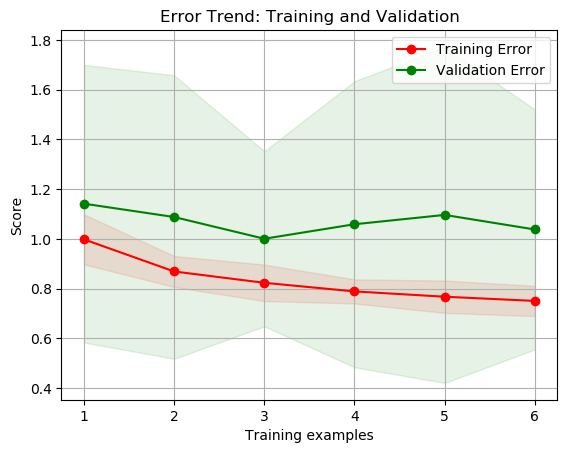 Error Trend: Training and Validation
Training Error
Validation Error
1.8
1.6
1.4
1.2
1.0
0.8
0.6
0.4
Score
1 2 3 4 5 6
Training examples